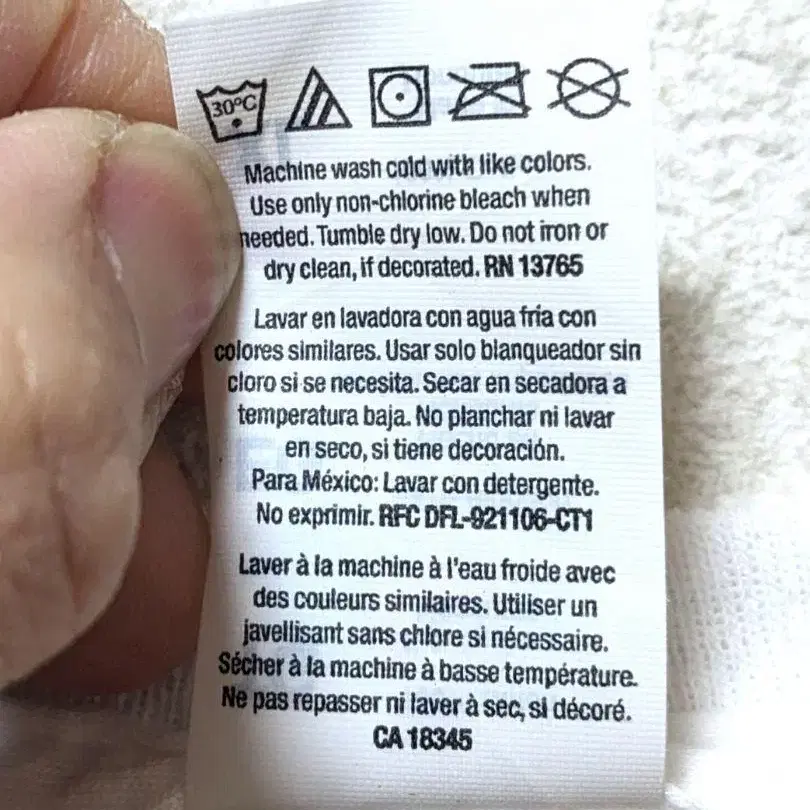 30°C
Machine wash cold with like colors.
Use only non-chlorine bleach when
needed. Tumble dry low. Do not iron or
dry clean, if decorated. RN 13765
Lavar en lavadora con agua fría con
colores similares. Usar solo blanqueador sin
cloro si se necesita. Secar en secadora a
temperatura baja. No planchar ni lavar
en seco, si tiene decoración.
Para México: Lavar con detergente.
No exprimir. RFC DFL-921106-CT1
Laver à la machine à l'eau froide avec
des couleurs similaires. Utiliser un
javellisant sans chlore si nécessaire.
Sécher à la machine à basse température.
Ne pas repasser ni laver à sec, si décoré.
CA 18345